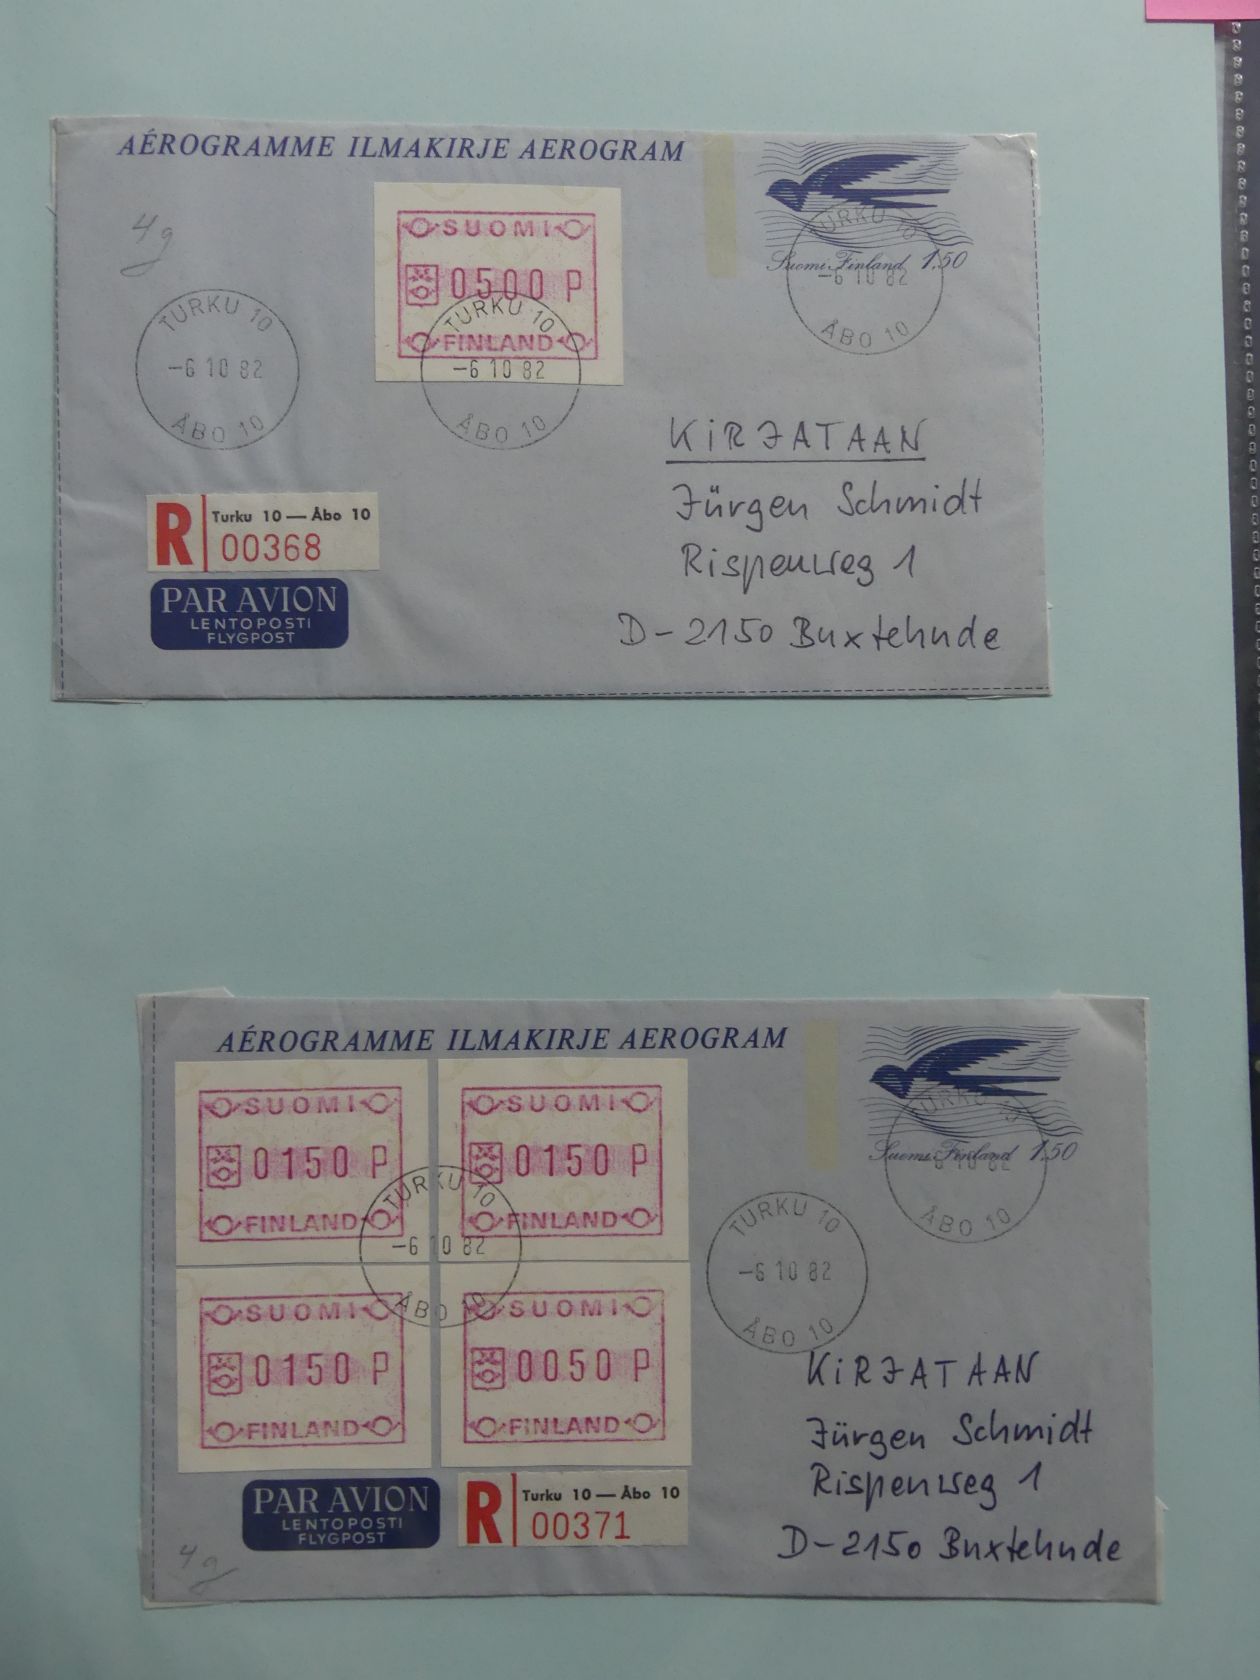 AÉROGRAMME ILMAKIRJE AEROGRAM
4g
SUOMI
0500 P
FINLAND
TURKU 10
-6 10 82
ÅBO 10
TURKU 10
-6 10 82
ÅBO 10
Suomi Finland 1.50
TURKU 10
-6 10 82
ÅBO 10
KiRJATAAN
Jürgen Schmidt
Rispenweg 1
D-2150 Buxtehude
R Turku 10 — Åbo 10
00368
PAR AVION
LENTOPOSTI
FLYGPOST
AÉROGRAMME ILMAKIRJE AEROGRAM
SUOMI
0150 P
FINLAND
SUOMI
0150 P
FINLAND
SUOMI
0150 P
FINLAND
SUOMI
0050 P
FINLAND
TURKU 10
-6 10 82
ÅBO 10
TURKU 10
-6 10 82
ÅBO 10
Suomi Finland 1.50
TURKU 10
-6 10 82
ÅBO 10
KiRJATAAN
Jürgen Schmidt
Rispenweg 1
D-2150 Buxtehude
PAR AVION
LENTOPOSTI
FLYGPOST
R Turku 10 — Åbo 10
00371
4g